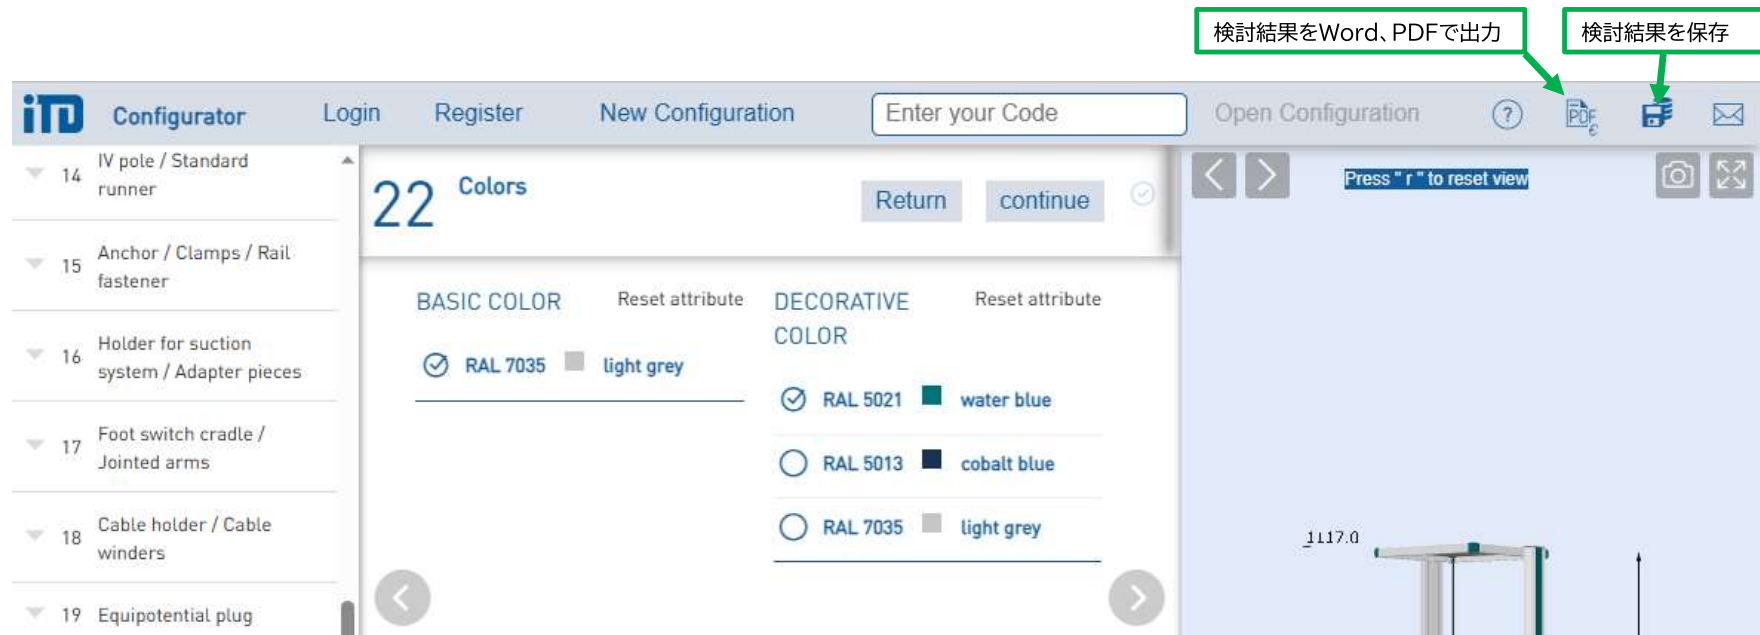 検討結果をWord、PDFで出力
検討結果を保存
iTD Configurator Login Register New Configuration Enter your Code Open Configuration ? PDF €
14 IV pole / Standard
runner
15 Anchor / Clamps / Rail
fastener
16 Holder for suction
system / Adapter pieces
17 Foot switch cradle /
Jointed arms
18 Cable holder / Cable
winders
19 Equipotential plug
22 Colors
Return continue
BASIC COLOR Reset attribute
RAL 7035 light grey
DECORATIVE Reset attribute
COLOR
RAL 5021 water blue
RAL 5013 cobalt blue
RAL 7035 light grey
Press " r " to reset view
1117.0